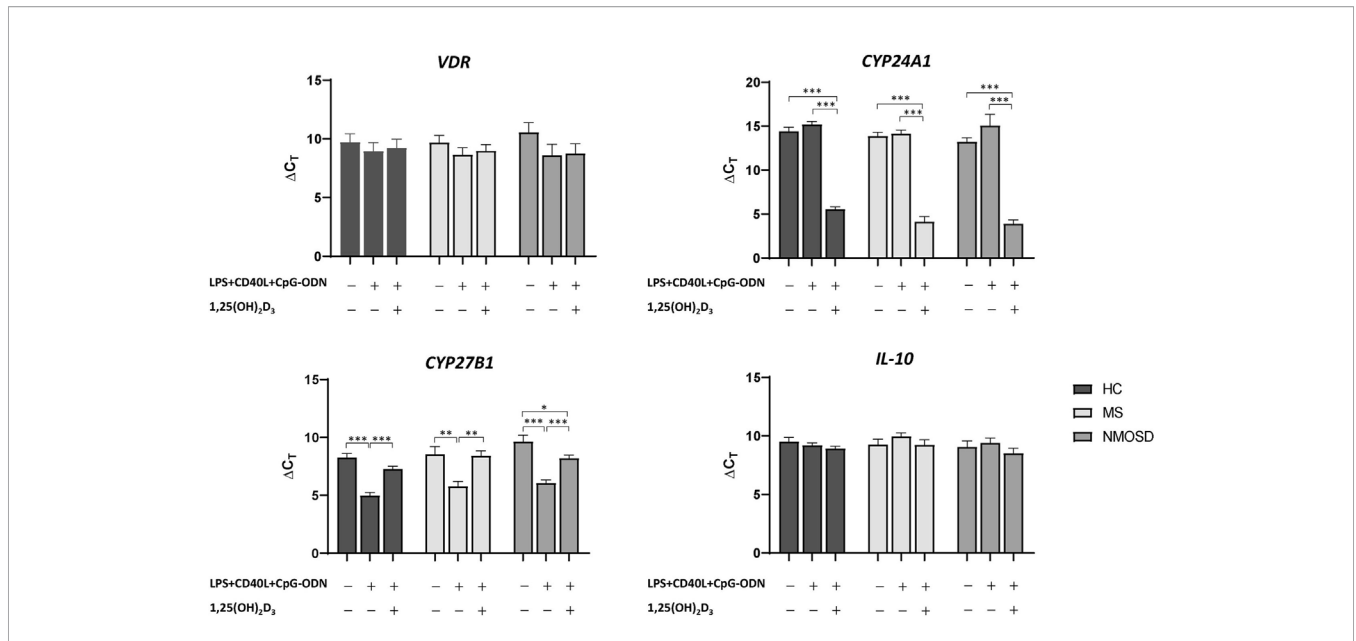 VDR
15
10
5
0
ΔCT
LPS+CD40L+CpG-ODN − + + − + + − + +
1,25(OH)₂D₃ − − + − − + − − +
CYP24A1
20
15
10
5
0
ΔCT
*** *** ***
*** *** ***
LPS+CD40L+CpG-ODN − + + − + + − + +
1,25(OH)₂D₃ − − + − − + − − +
CYP27B1
15
10
5
0
ΔCT
*
*** *** ** ** *** ***
LPS+CD40L+CpG-ODN − + + − + + − + +
1,25(OH)₂D₃ − − + − − + − − +
IL-10
15
10
5
0
ΔCT
LPS+CD40L+CpG-ODN − + + − + + − + +
1,25(OH)₂D₃ − − + − − + − − +
HC
MS
NMOSD